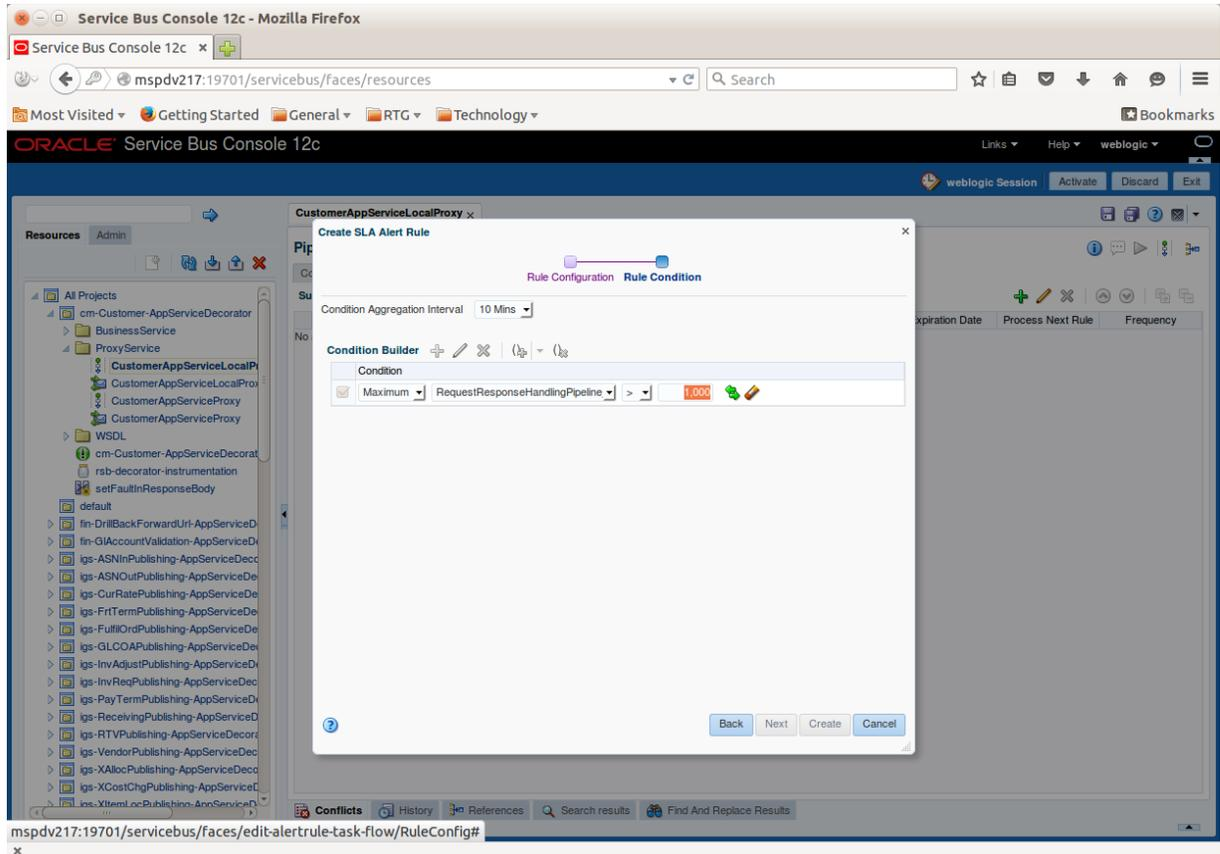 Service Bus Console 12c - Mozilla Firefox
Service Bus Console 12c
mspdv217:19701/servicebus/faces/resources
Search
Most Visited
Getting Started
General
RTG
Technology
Bookmarks
ORACLE Service Bus Console 12c
Links
Help
weblogic
weblogic Session
Activate
Discard
Exit
Resources
Admin
CustomerAppServiceLocalProxy
Create SLA Alert Rule
Rule Configuration
Rule Condition
Condition Aggregation Interval
10 Mins
Condition Builder
Condition
Maximum
RequestResponseHandlingPipeline
>
1,000
Back
Next
Create
Cancel
Expiration Date
Process Next Rule
Frequency
All Projects
cm-Customer-AppServiceDecorator
BusinessService
ProxyService
CustomerAppServiceLocalP
CustomerAppServiceLocalProx
CustomerAppServiceProxy
CustomerAppServiceProxy
WSDL
cm-Customer-AppServiceDecorat
rsb-decorator-instrumentation
setFaultInResponseBody
default
fin-DrillBackForwardUrl-AppServiceD
fin-GlAccountValidation-AppServiceD
igs-ASNInPublishing-AppServiceDeco
igs-ASNOutPublishing-AppServiceDe
igs-CurRatePublishing-AppServiceDe
igs-FrtTermPublishing-AppServiceDe
igs-FulfilOrdPublishing-AppServiceDe
igs-GLCOAPublishing-AppServiceDec
igs-InvAdjustPublishing-AppServiceD
igs-InvReqPublishing-AppServiceDec
igs-PayTermPublishing-AppServiceD
igs-ReceivingPublishing-AppServiceD
igs-RTVPublishing-AppServiceDecora
igs-VendorPublishing-AppServiceDec
igs-XAllocPublishing-AppServiceDeco
igs-XCostChgPublishing-AppServiceD
igs-XItemLocPublishing-AppServiceD
Conflicts
History
References
Search results
Find And Replace Results
mspdv217:19701/servicebus/faces/edit-alertrule-task-flow/RuleConfig#